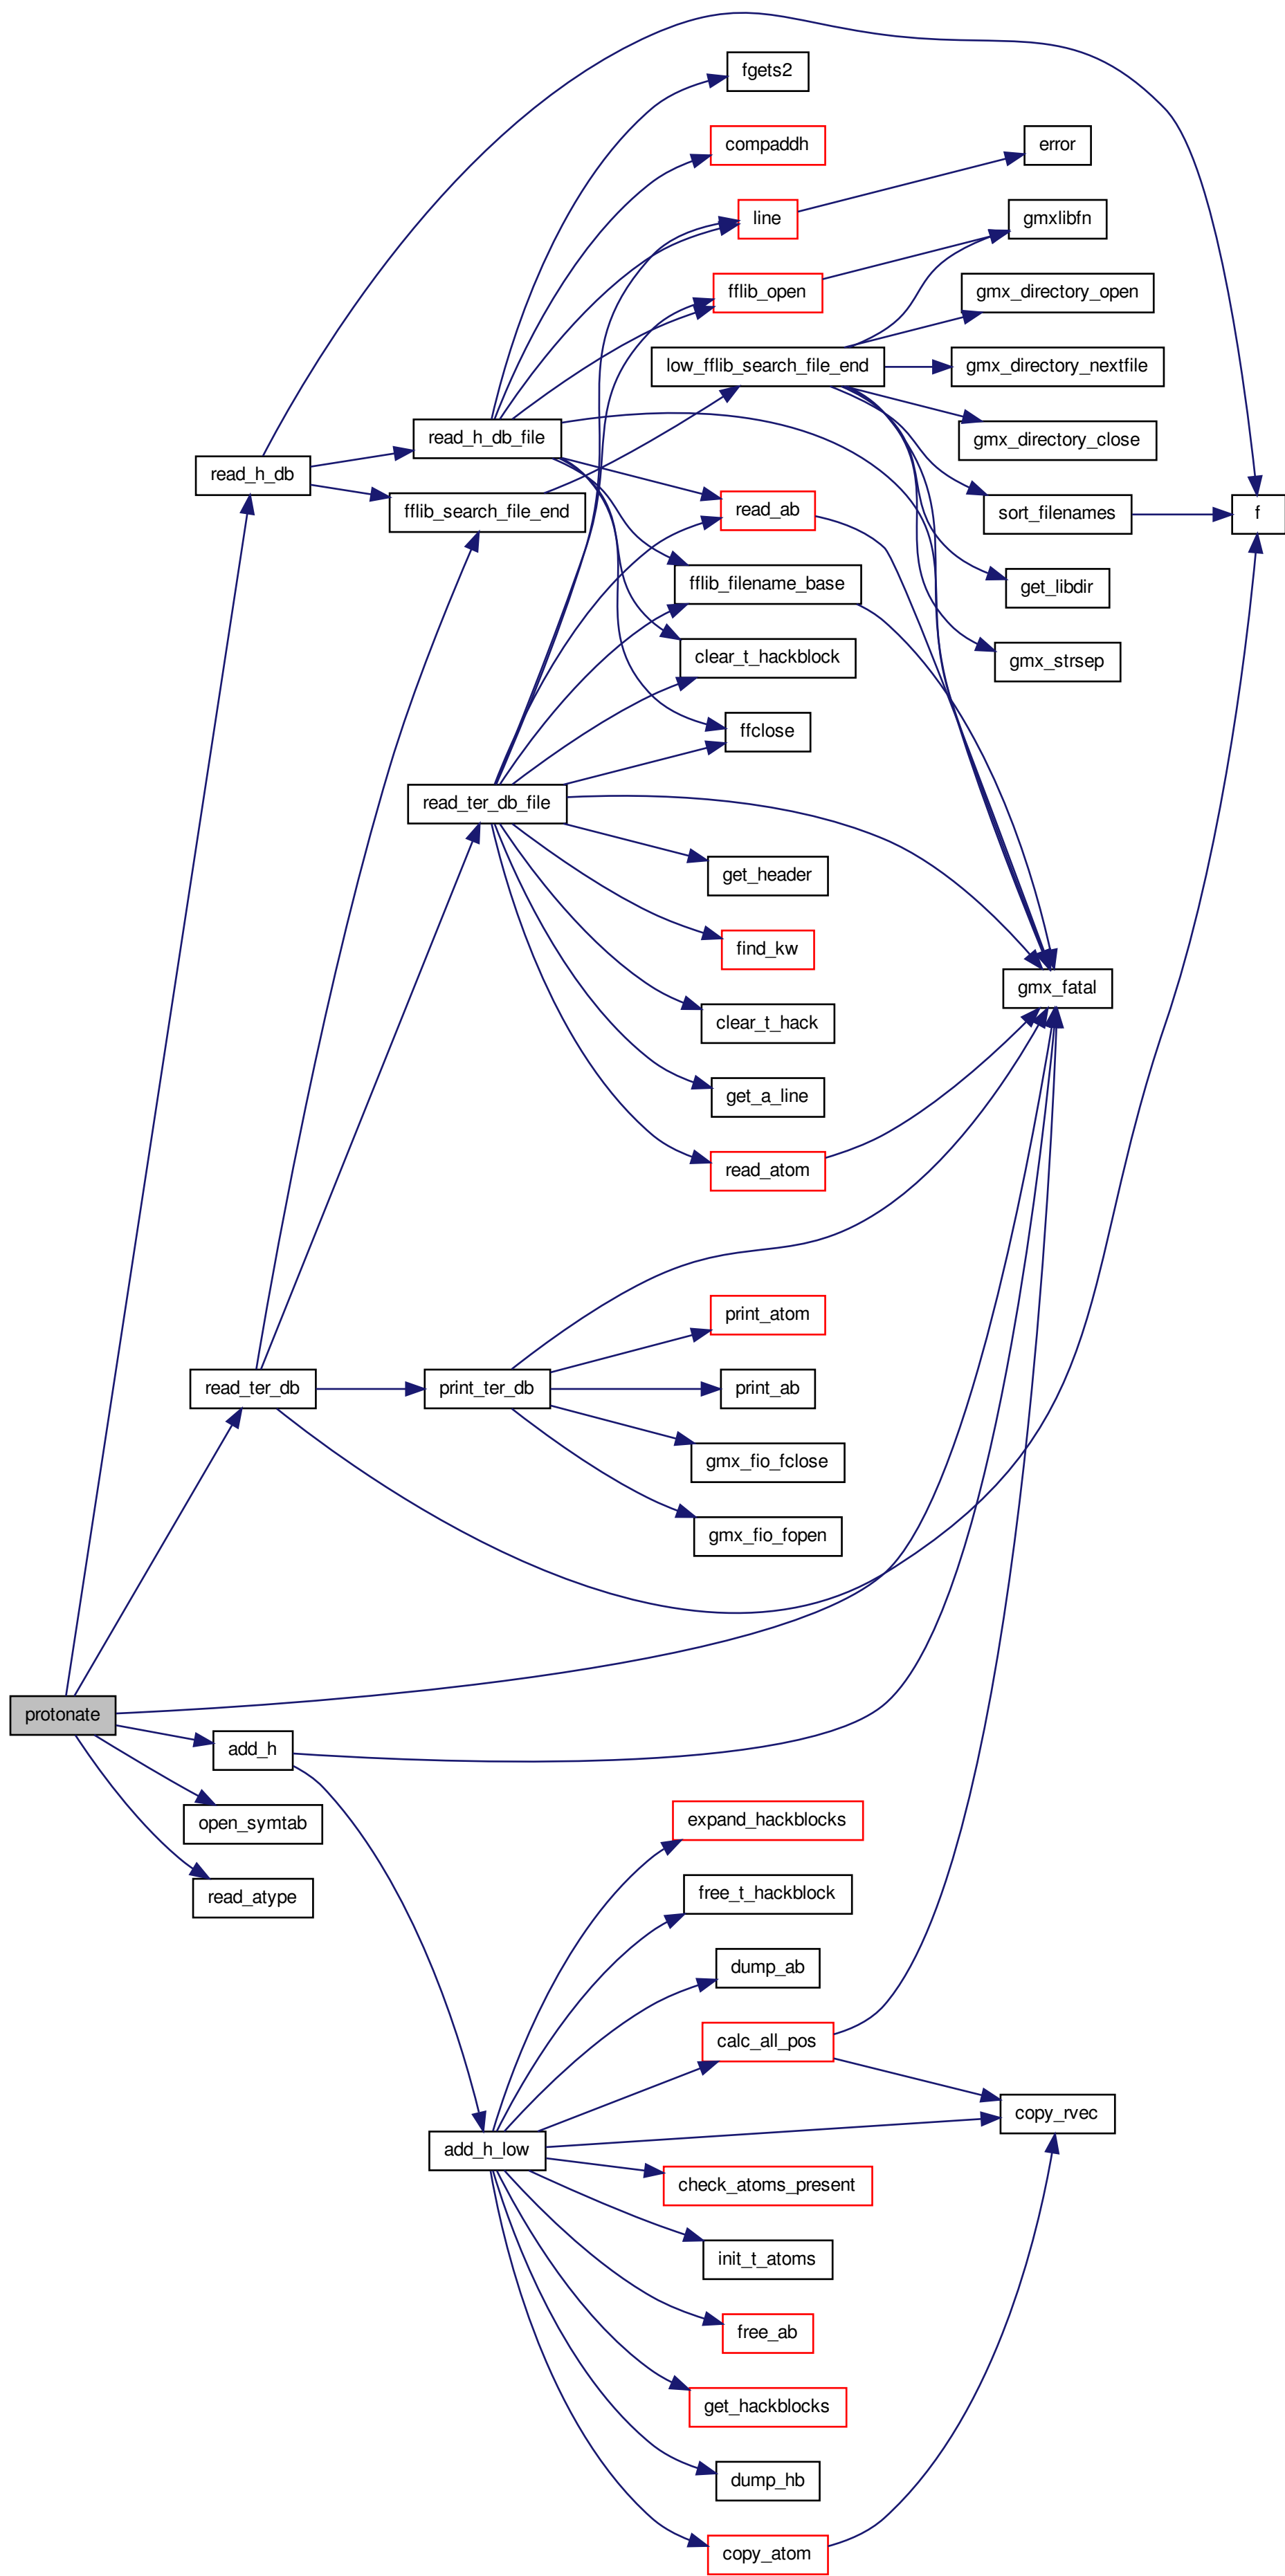 fgets2
compaddh
error
line
gmxlibfn
fflib_open
gmx_directory_open
low_fflib_search_file_end
gmx_directory_nextfile
read_h_db_file
gmx_directory_close
read_h_db
fflib_search_file_end
read_ab
sort_filenames
f
fflib_filename_base
get_libdir
clear_t_hackblock
gmx_strsep
ffclose
read_ter_db_file
get_header
find_kw
gmx_fatal
clear_t_hack
get_a_line
read_atom
print_atom
read_ter_db
print_ter_db
print_ab
gmx_fio_fclose
gmx_fio_fopen
protonate
add_h
open_symtab
expand_hackblocks
read_atype
free_t_hackblock
dump_ab
calc_all_pos
copy_rvec
add_h_low
check_atoms_present
init_t_atoms
free_ab
get_hackblocks
dump_hb
copy_atom